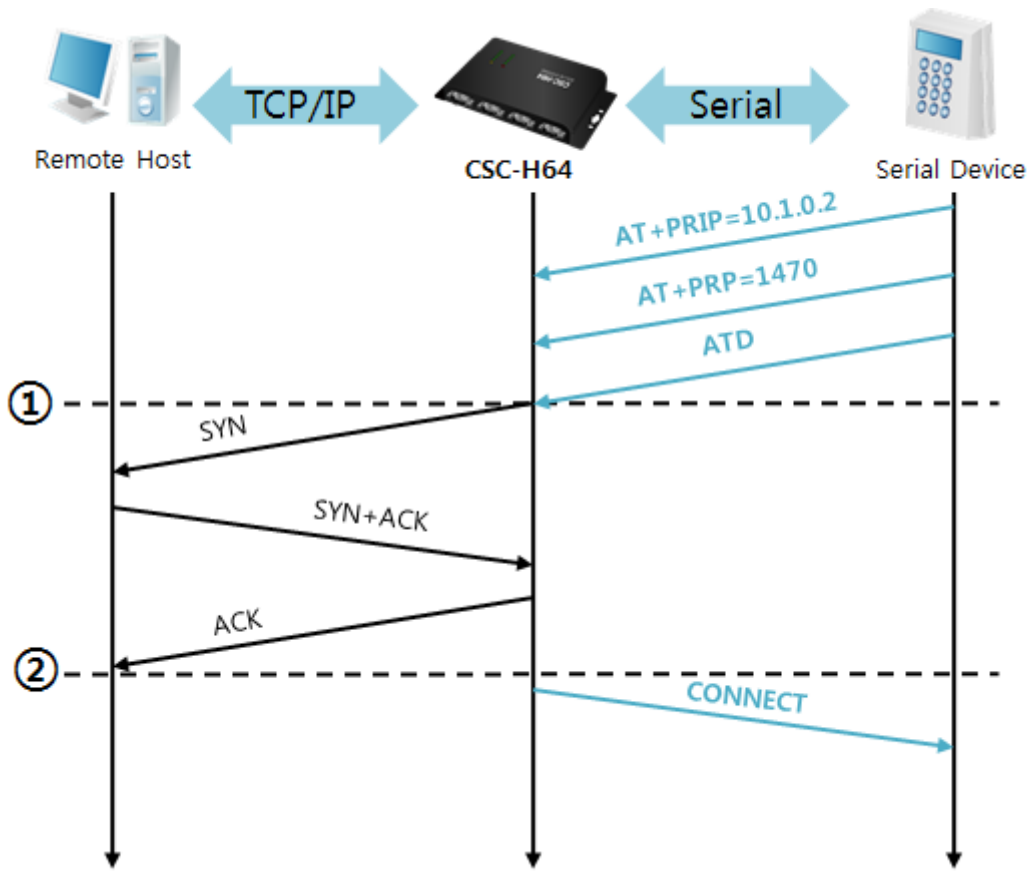 TCP/IP
Serial
Remote Host
CSC-H64
Serial Device
AT+PRIP=10.1.0.2
AT+PRP=1470
ATD
①
SYN
SYN+ACK
ACK
②
CONNECT